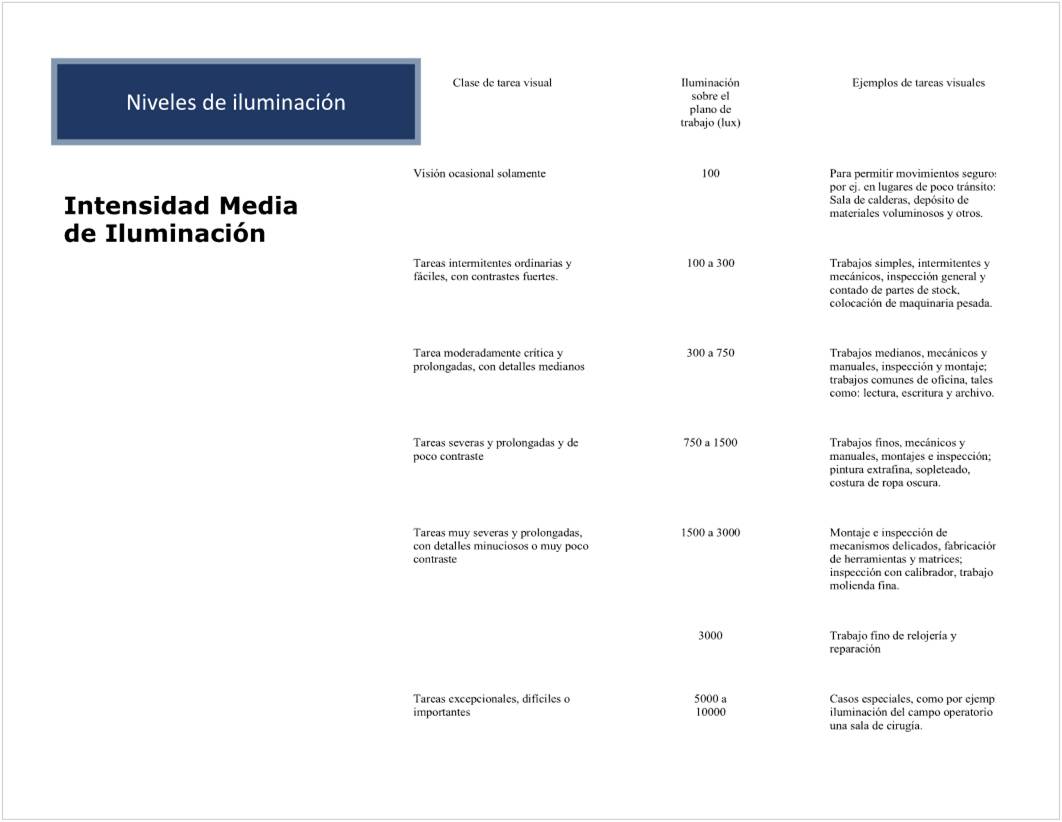 Niveles de iluminación
Intensidad Media
de Iluminación
Clase de tarea visual
Iluminación
sobre el
plano de
trabajo (lux)
Ejemplos de tareas visuales
Visión ocasional solamente
100
Para permitir movimientos seguros
por ej. en lugares de poco tránsito:
Sala de calderas, depósito de
materiales voluminosos y otros.
Tareas intermitentes ordinarias y
fáciles, con contrastes fuertes.
100 a 300
Trabajos simples, intermitentes y
mecánicos, inspección general y
contado de partes de stock,
colocación de maquinaria pesada.
Tarea moderadamente crítica y
prolongadas, con detalles medianos
300 a 750
Trabajos medianos, mecánicos y
manuales, inspección y montaje;
trabajos comunes de oficina, tales
como: lectura, escritura y archivo.
Tareas severas y prolongadas y de
poco contraste
750 a 1500
Trabajos finos, mecánicos y
manuales, montajes e inspección;
pintura extrafina, sopleteado,
costura de ropa oscura.
Tareas muy severas y prolongadas,
con detalles minuciosos o muy poco
contraste
1500 a 3000
Montaje e inspección de
mecanismos delicados, fabricación
de herramientas y matrices;
inspección con calibrador, trabajo
molienda fina.
3000
Trabajo fino de relojería y
reparación
Tareas excepcionales, difíciles o
importantes
5000 a
10000
Casos especiales, como por ejemp
iluminación del campo operatorio
una sala de cirugía.